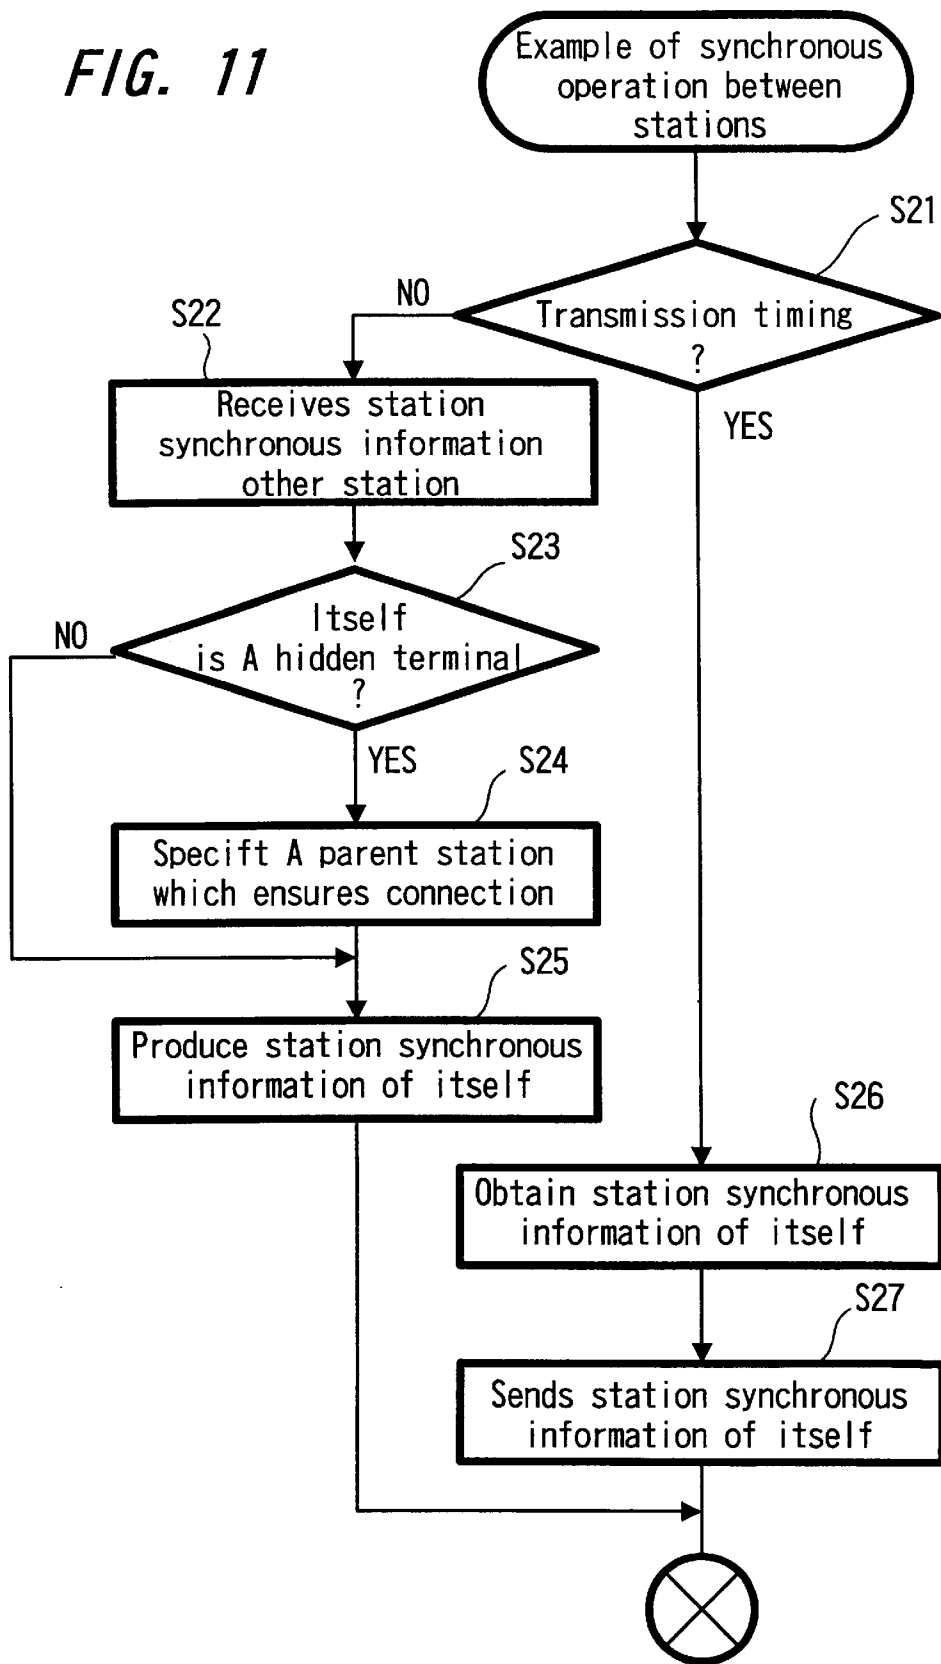 FIG. 11
Example of synchronous
operation between
stations
S21
Transmission timing
?
NO
YES
S22
Receives station
synchronous information
other station
S23
Itself
is A hidden terminal
?
NO
YES
S24
Specift A parent station
which ensures connection
S25
Produce station synchronous
information of itself
S26
Obtain station synchronous
information of itself
S27
Sends station synchronous
information of itself